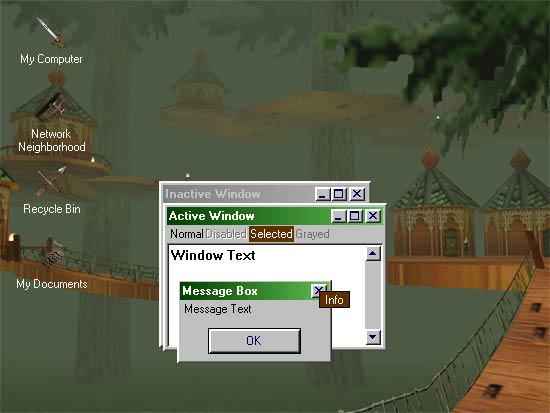 My Computer
Network
Neighborhood
Recycle Bin
My Documents
Inactive Window
Active Window
Normal Disabled Selected Grayed
Window Text
Message Box
Info
Message Text
OK